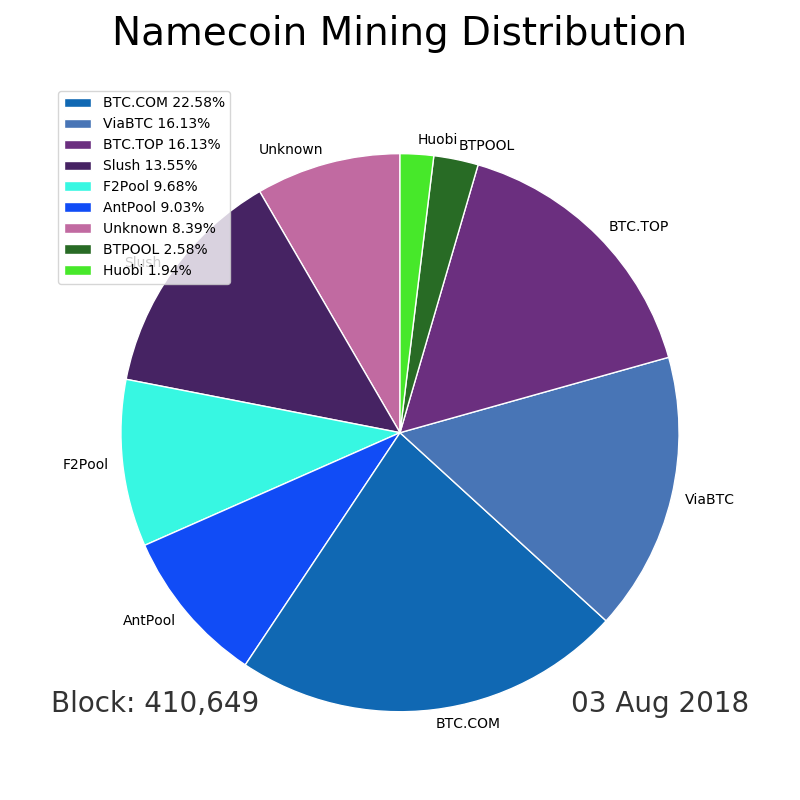 Namecoin Mining Distribution
BTC.COM 22.58%
ViaBTC 16.13%
BTC.TOP 16.13%
Slush 13.55%
F2Pool 9.68%
AntPool 9.03%
Unknown 8.39%
BTPOOL 2.58%
Huobi 1.94%
Huobi
BTPOOL
Unknown
BTC.TOP
Slush
F2Pool
ViaBTC
AntPool
BTC.COM
Block: 410,649
03 Aug 2018